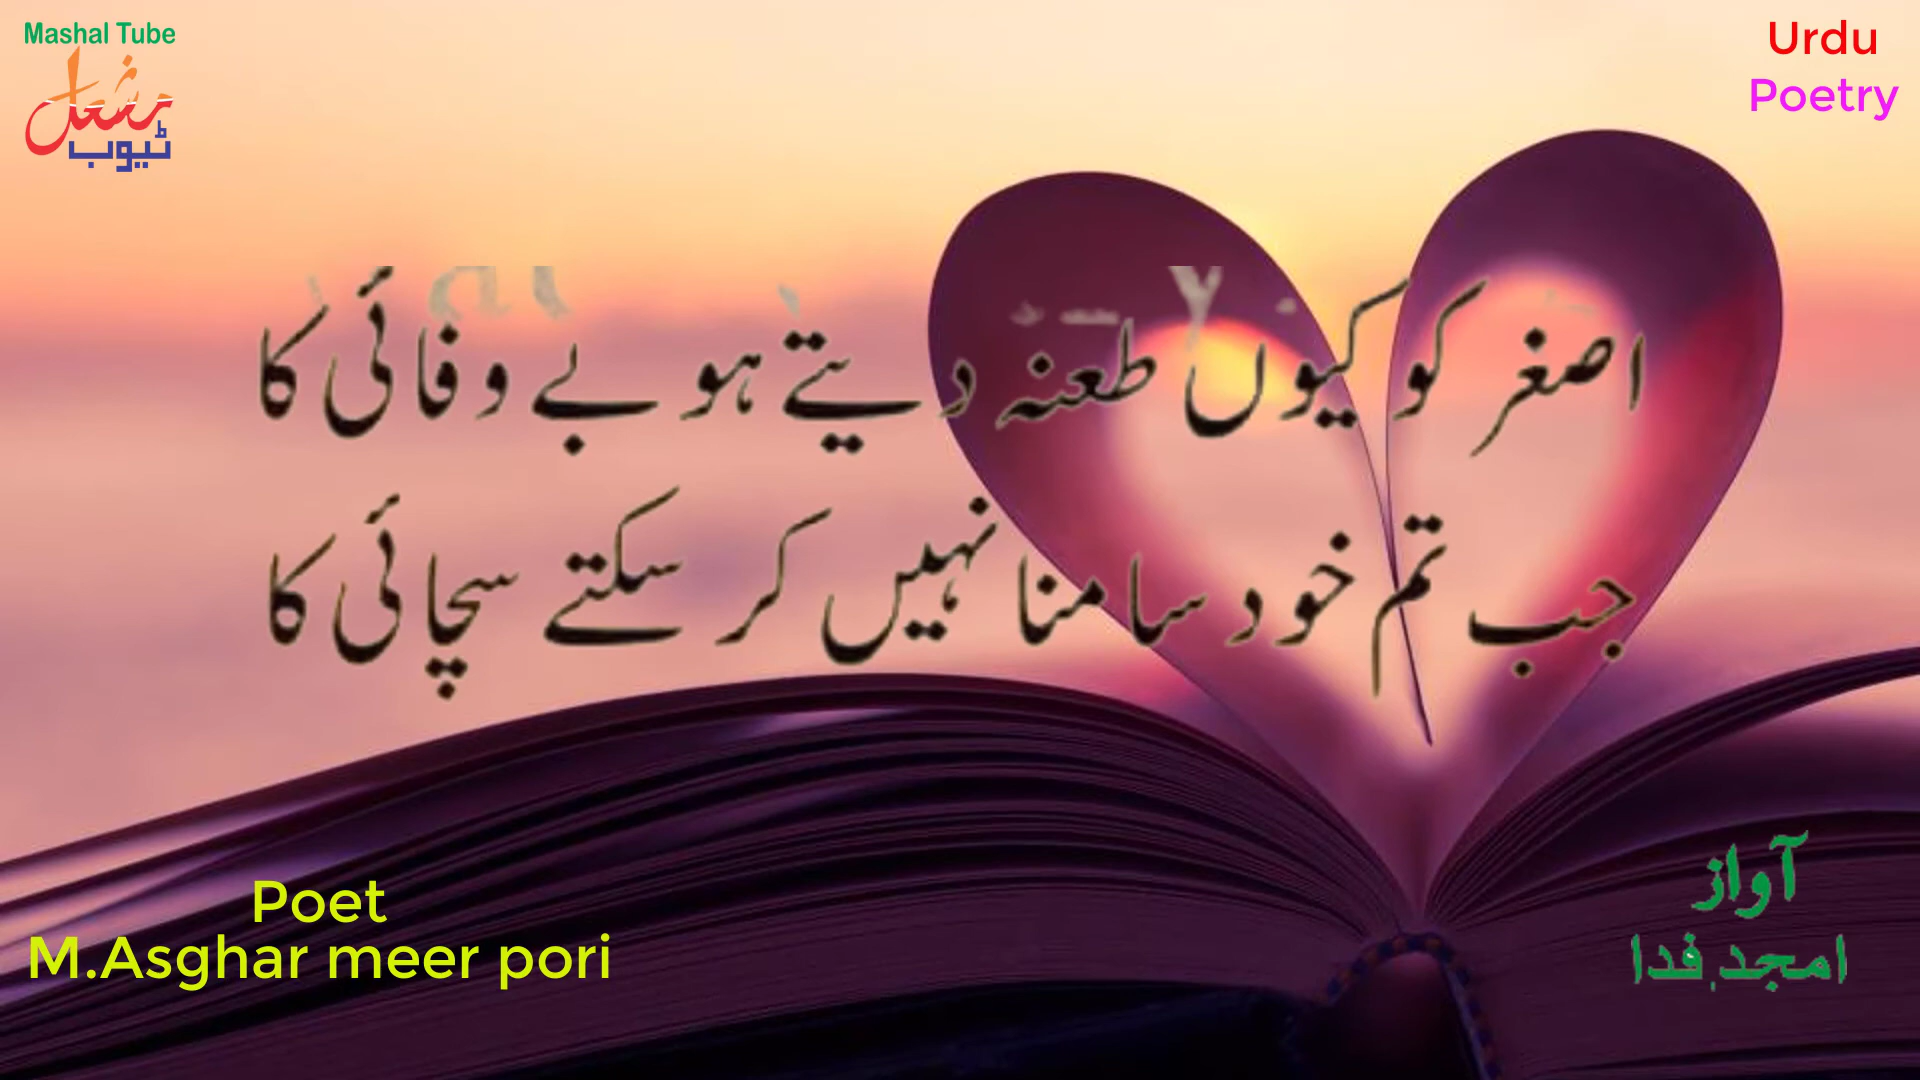 Mashal Tube
مشعل
ٹیوب
Urdu
Poetry
اصغر کو کیوں طعنہ دیتے ہو بے وفائی کا
جب تم خود سامنا نہیں کر سکتے سچائی کا
Poet
M.Asghar meer pori
آواز
امجد فدا